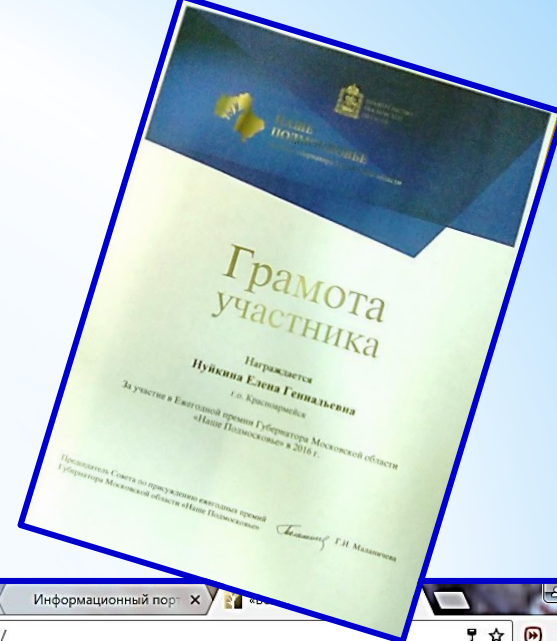 НАШЕ
ПОДМОСКОВЬЕ
Грамота
участника
Награждается
Нуйкина Елена Гениальевна
г.о. Красноармейск
За участие в Ежегодной премии Губернатора Московской области
«Наше Подмосковье» в 2016 г.
Председатель Совета по присуждению ежегодных премий
Губернатора Московской области «Наше Подмосковье»
Г.И. Маланичева
Информационный порт